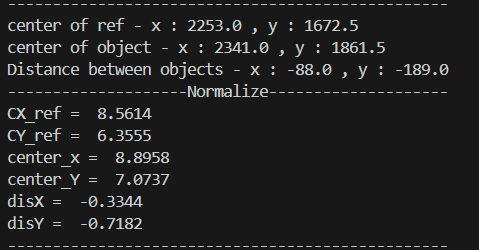 --------------------------------------------
center of ref - x : 2253.0 , y : 1672.5
center of object - x : 2341.0 , y : 1861.5
Distance between objects - x : -88.0 , y : -189.0
------------------Normalize------------------
CX_ref =  8.5614
CY_ref =  6.3555
center_x =  8.8958
center_Y =  7.0737
disX =  -0.3344
disY =  -0.7182
--------------------------------------------